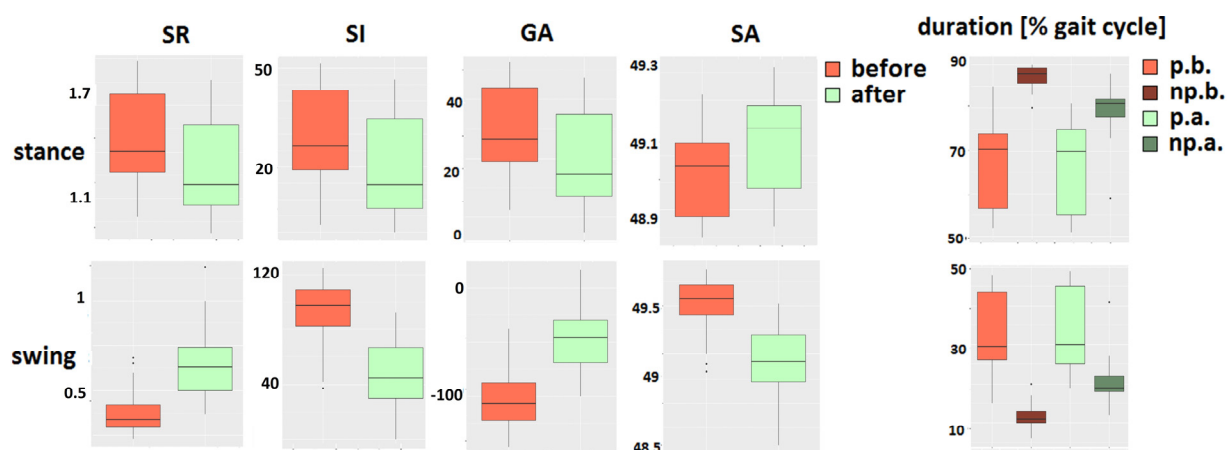 SR SI GA SA duration [% gait cycle]
stance
1.7
1.1
50
20
40
20
0
49.3
49.1
48.9
before
after
90
70
50
p.b.
np.b.
p.a.
np.a.
swing
1
0.5
120
40
0
-100
49.5
49
48.5
50
30
10